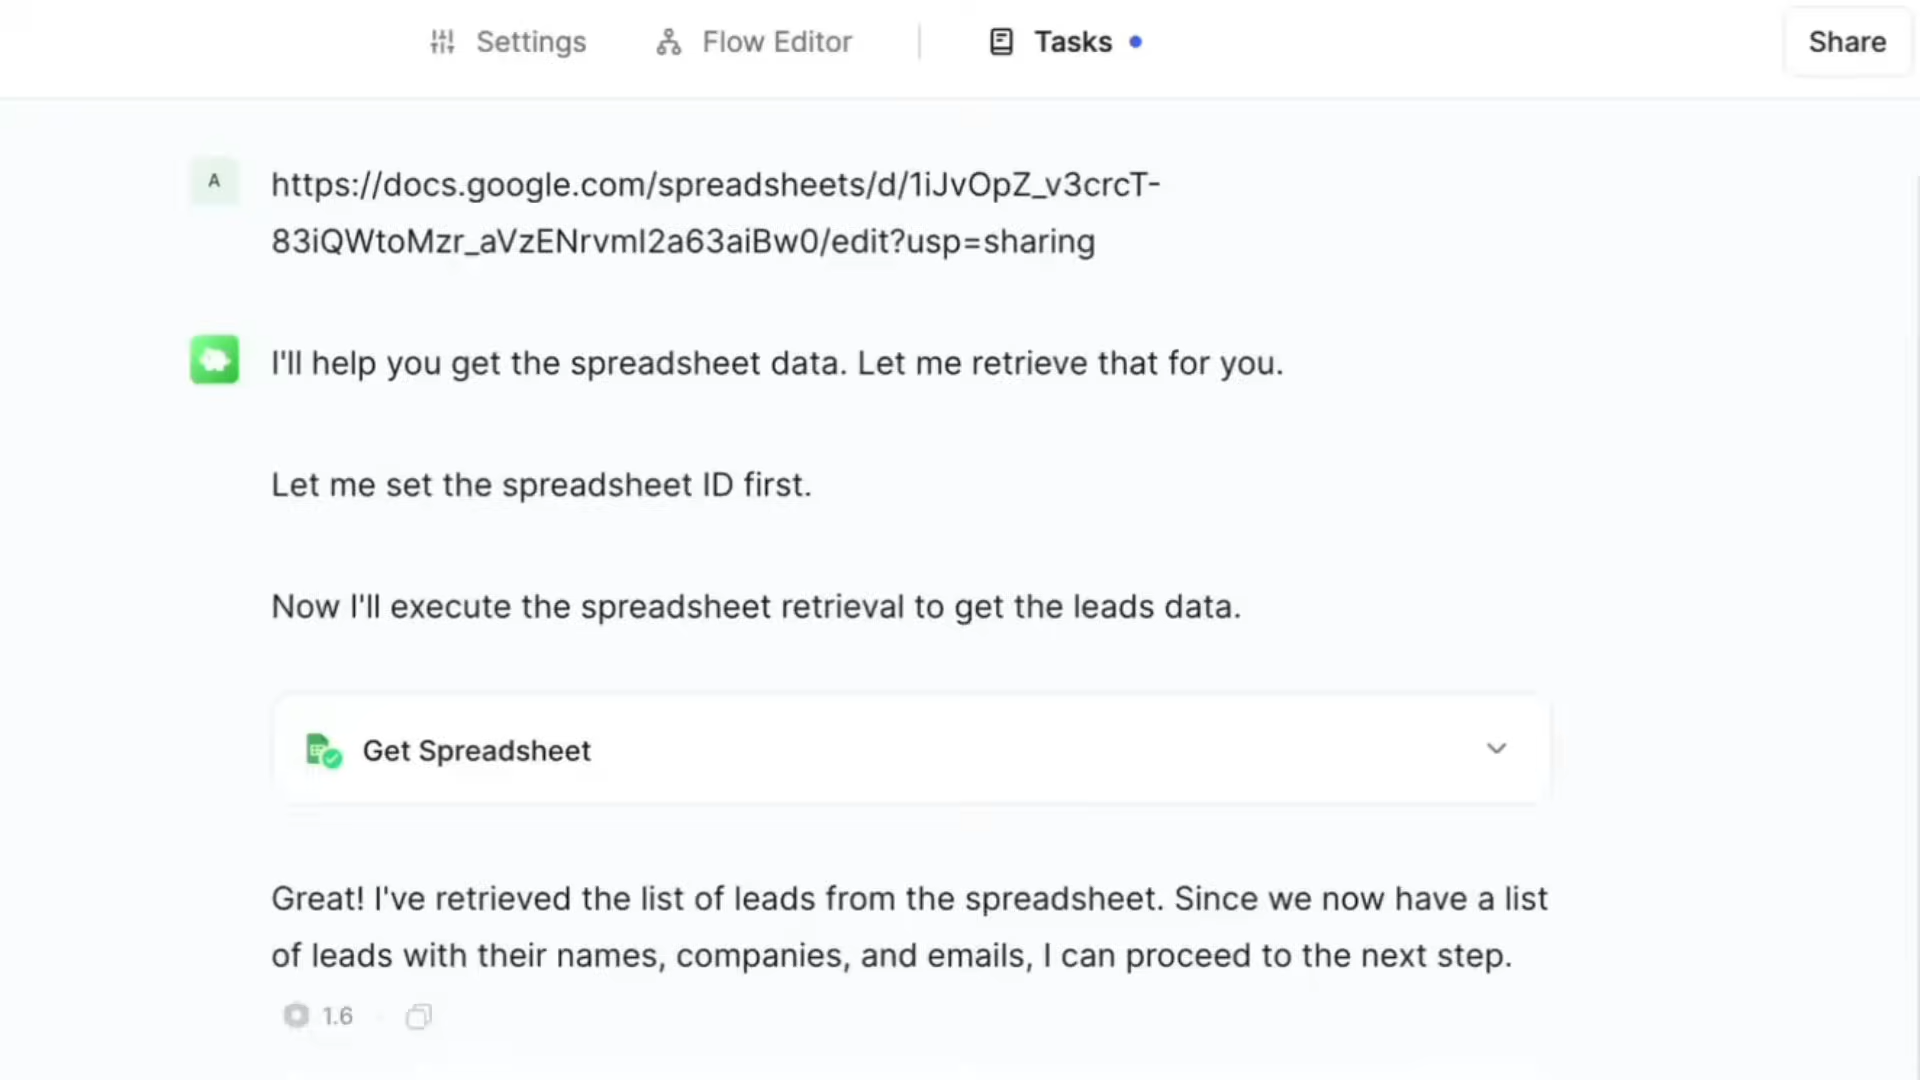 Settings
Flow Editor
Tasks
Share
A
https://docs.google.com/spreadsheets/d/1iJvOpZ_v3crcT-
83iQWtoMzr_aVzENrvmI2a63aiBw0/edit?usp=sharing
I'll help you get the spreadsheet data. Let me retrieve that for you.
Let me set the spreadsheet ID first.
Now I'll execute the spreadsheet retrieval to get the leads data.
Get Spreadsheet
Great! I've retrieved the list of leads from the spreadsheet. Since we now have a list
of leads with their names, companies, and emails, I can proceed to the next step.
1.6